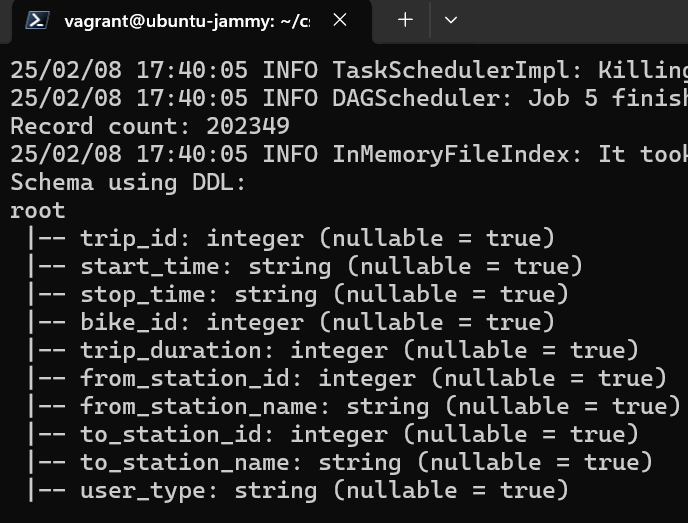 vagrant@ubuntu-jammy: ~/c
25/02/08 17:40:05 INFO TaskSchedulerImpl: Killing
25/02/08 17:40:05 INFO DAGScheduler: Job 5 finish
Record count: 202349
25/02/08 17:40:05 INFO InMemoryFileIndex: It took
Schema using DDL:
root
 |-- trip_id: integer (nullable = true)
 |-- start_time: string (nullable = true)
 |-- stop_time: string (nullable = true)
 |-- bike_id: integer (nullable = true)
 |-- trip_duration: integer (nullable = true)
 |-- from_station_id: integer (nullable = true)
 |-- from_station_name: string (nullable = true)
 |-- to_station_id: integer (nullable = true)
 |-- to_station_name: string (nullable = true)
 |-- user_type: string (nullable = true)